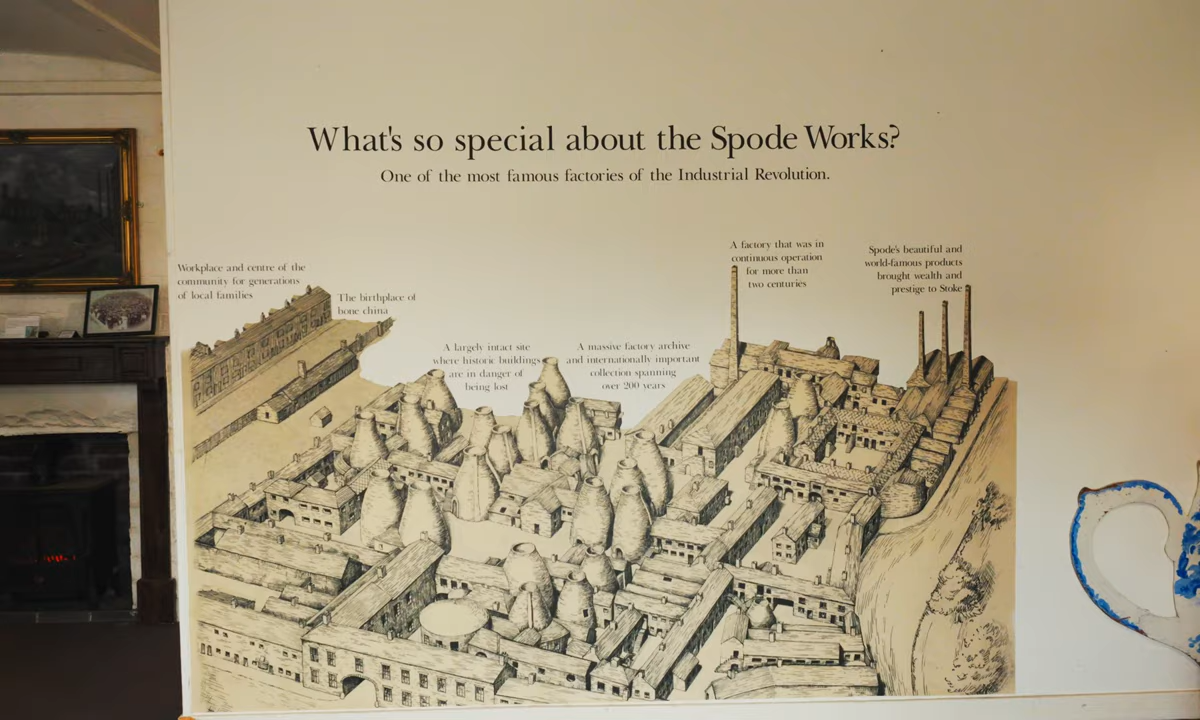 What's so special about the Spode Works?
One of the most famous factories of the Industrial Revolution.
Workplace and centre of the
community for generations
of local families
The birthplace of
bone china
A largely intact site
where historic buildings
are in danger of
being lost
A massive factory archive
and internationally important
collection spanning
over 200 years
A factory that was in
continuous operation
for more than
two centuries
Spode's beautiful and
world-famous products
brought wealth and
prestige to Stoke